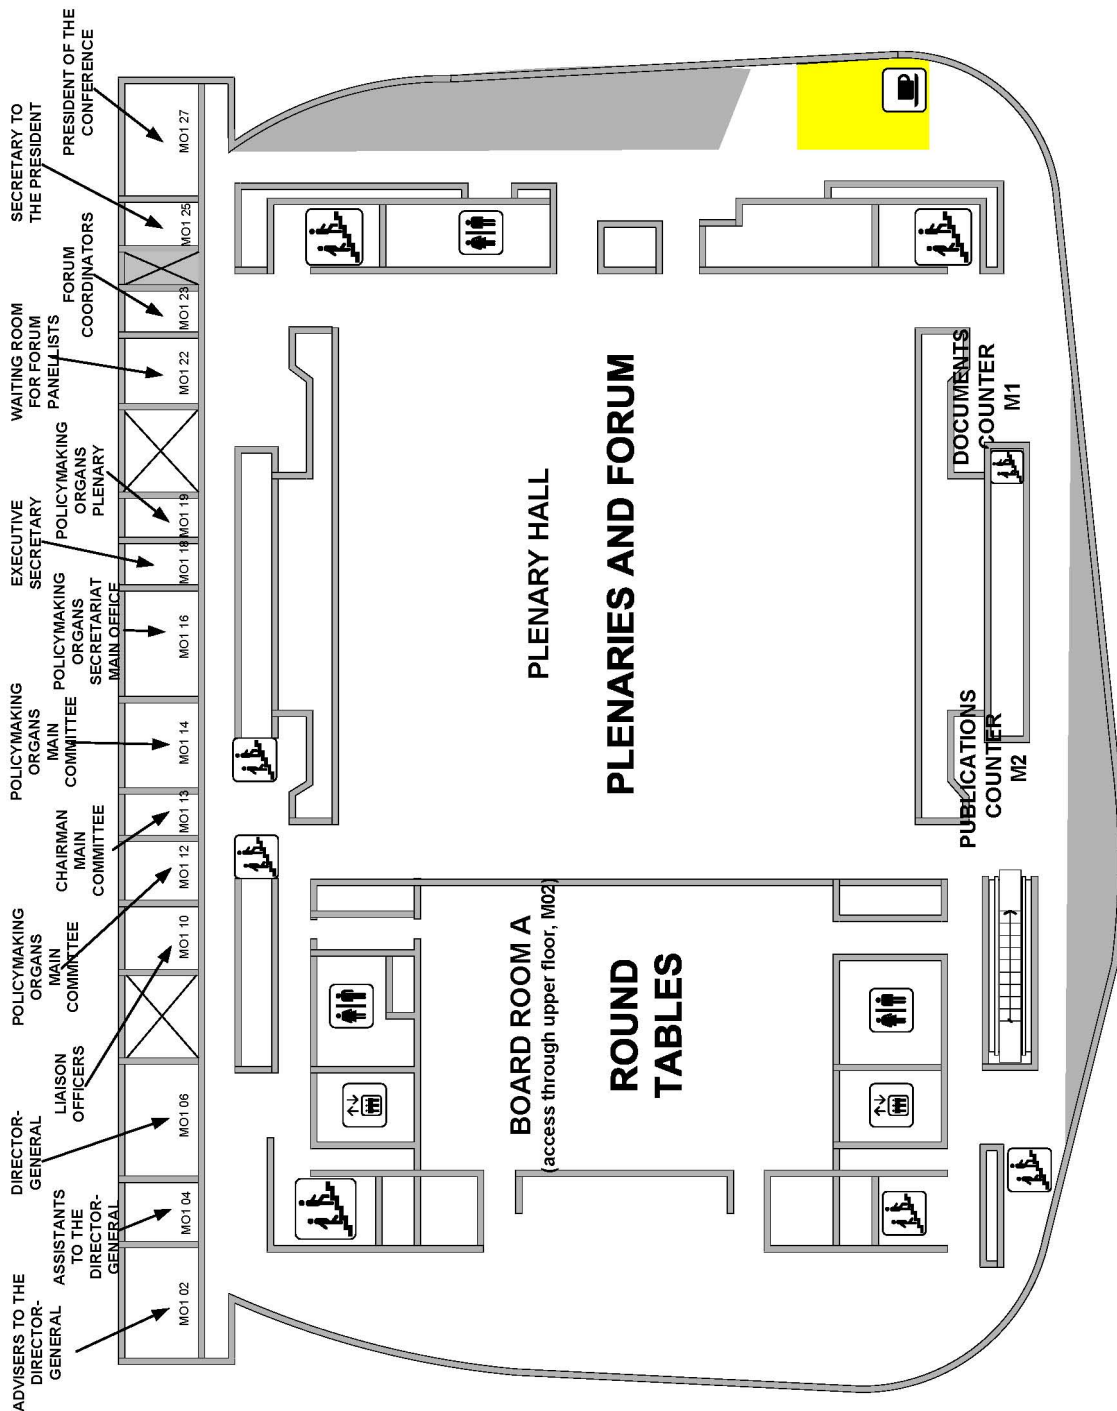 ADVISERS TO THE
DIRECTOR-
GENERAL
MO1 02
ASSISTANTS
TO THE
DIRECTOR-
GENERAL
MO1 04
DIRECTOR-
GENERAL
MO1 06
LIAISON
OFFICERS
MO1 10
POLICYMAKING
ORGANS
MAIN
COMMITTEE
MO1 12
CHAIRMAN
MAIN
COMMITTEE
MO1 13
POLICYMAKING
ORGANS
MAIN
COMMITTEE
MO1 14
POLICYMAKING
ORGANS
SECRETARIAT
MAIN OFFICE
MO1 16
EXECUTIVE
SECRETARY
MO1 18
POLICYMAKING
ORGANS
PLENARY
MO1 19
WAITING ROOM
FOR FORUM
PANELLISTS
MO1 22
FORUM
COORDINATORS
MO1 23
SECRETARY TO
THE PRESIDENT
MO1 25
PRESIDENT OF THE
CONFERENCE
MO1 27
BOARD ROOM A
(access through upper floor, M02)
ROUND
TABLES
PLENARY HALL
PLENARIES AND FORUM
PUBLICATIONS
COUNTER
M2
DOCUMENTS
COUNTER
M1